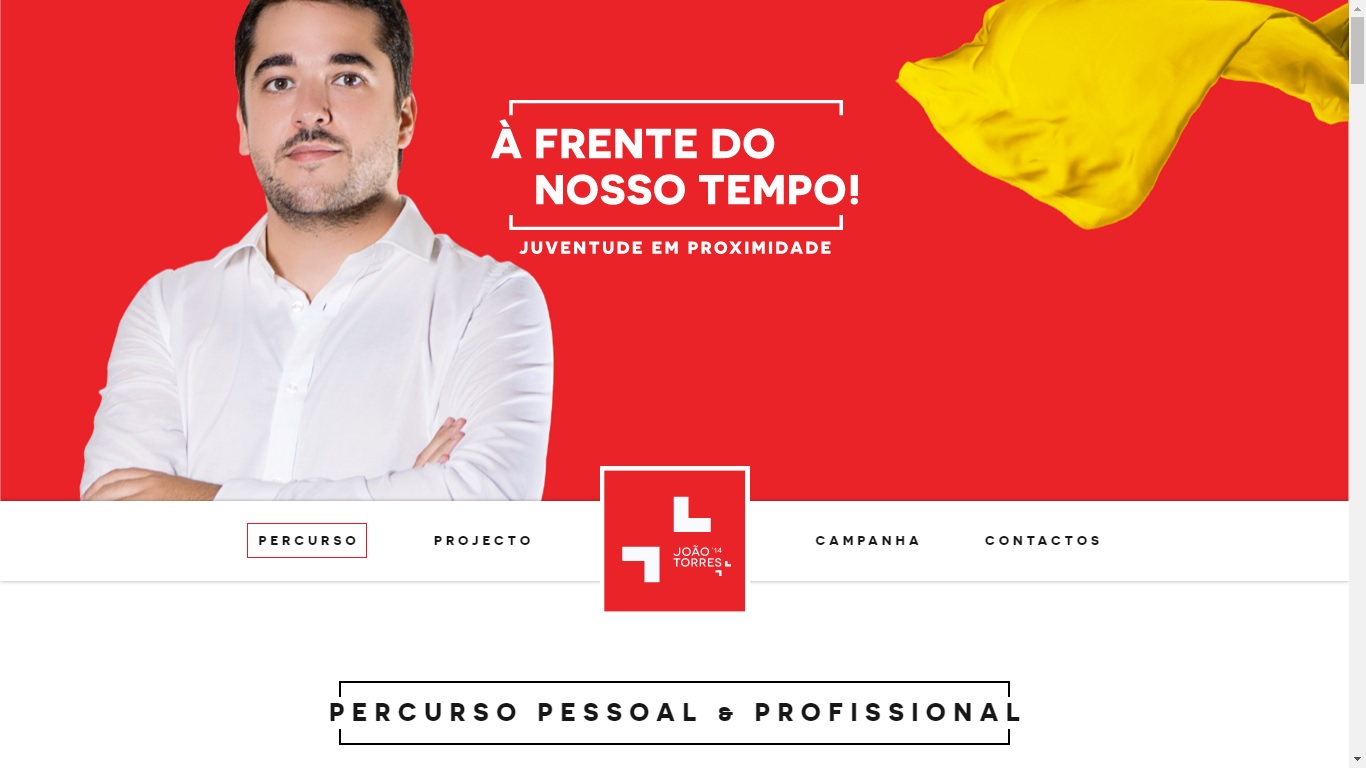 À FRENTE DO
NOSSO TEMPO!
JUVENTUDE EM PROXIMIDADE
PERCURSO
PROJECTO
JOÃO '14
TORRES
CAMPANHA
CONTACTOS
PERCURSO PESSOAL & PROFISSIONAL